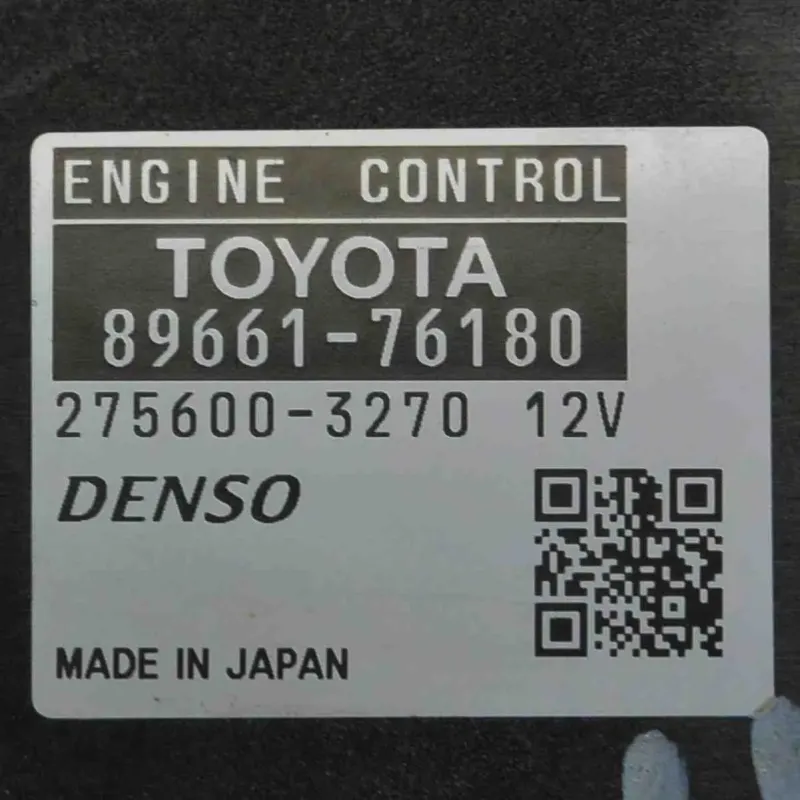 ENGINE CONTROL
TOYOTA
89661-76180
275600-3270 12V
DENSO
MADE IN JAPAN